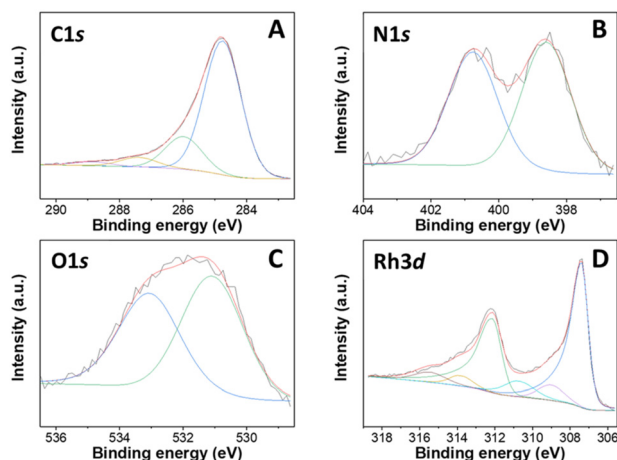 C1s
A
Intensity (a.u.)
290 288 286 284
Binding energy (eV)
N1s
B
Intensity (a.u.)
404 402 400 398
Binding energy (eV)
O1s
C
Intensity (a.u.)
536 534 532 530
Binding energy (eV)
Rh3d
D
Intensity (a.u.)
318 316 314 312 310 308 306
Binding energy (eV)